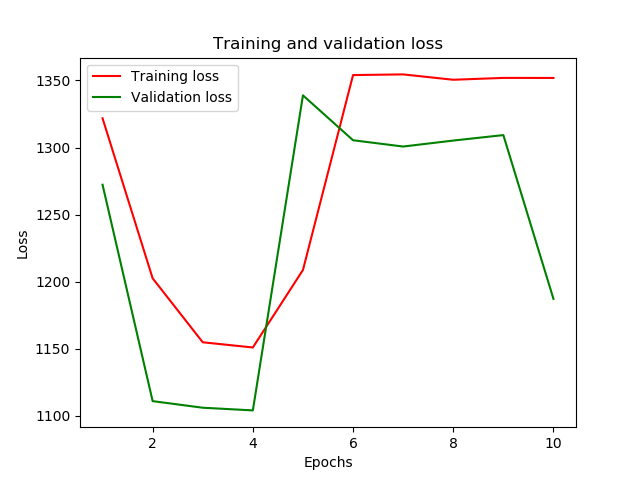 Training and validation loss
Training loss
Validation loss
1350
1300
1250
1200
1150
1100
Loss
2 4 6 8 10
Epochs